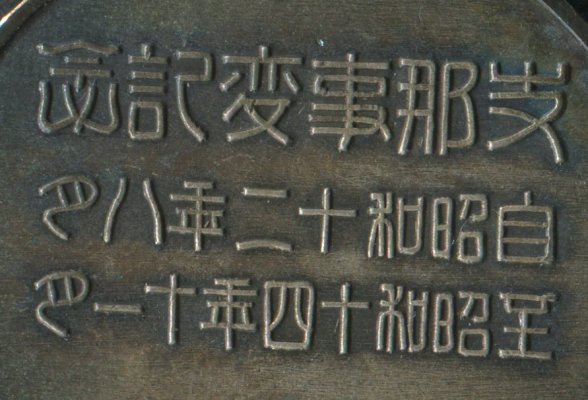 支那事変記念
自昭和十二年八月
至昭和十四年十一月